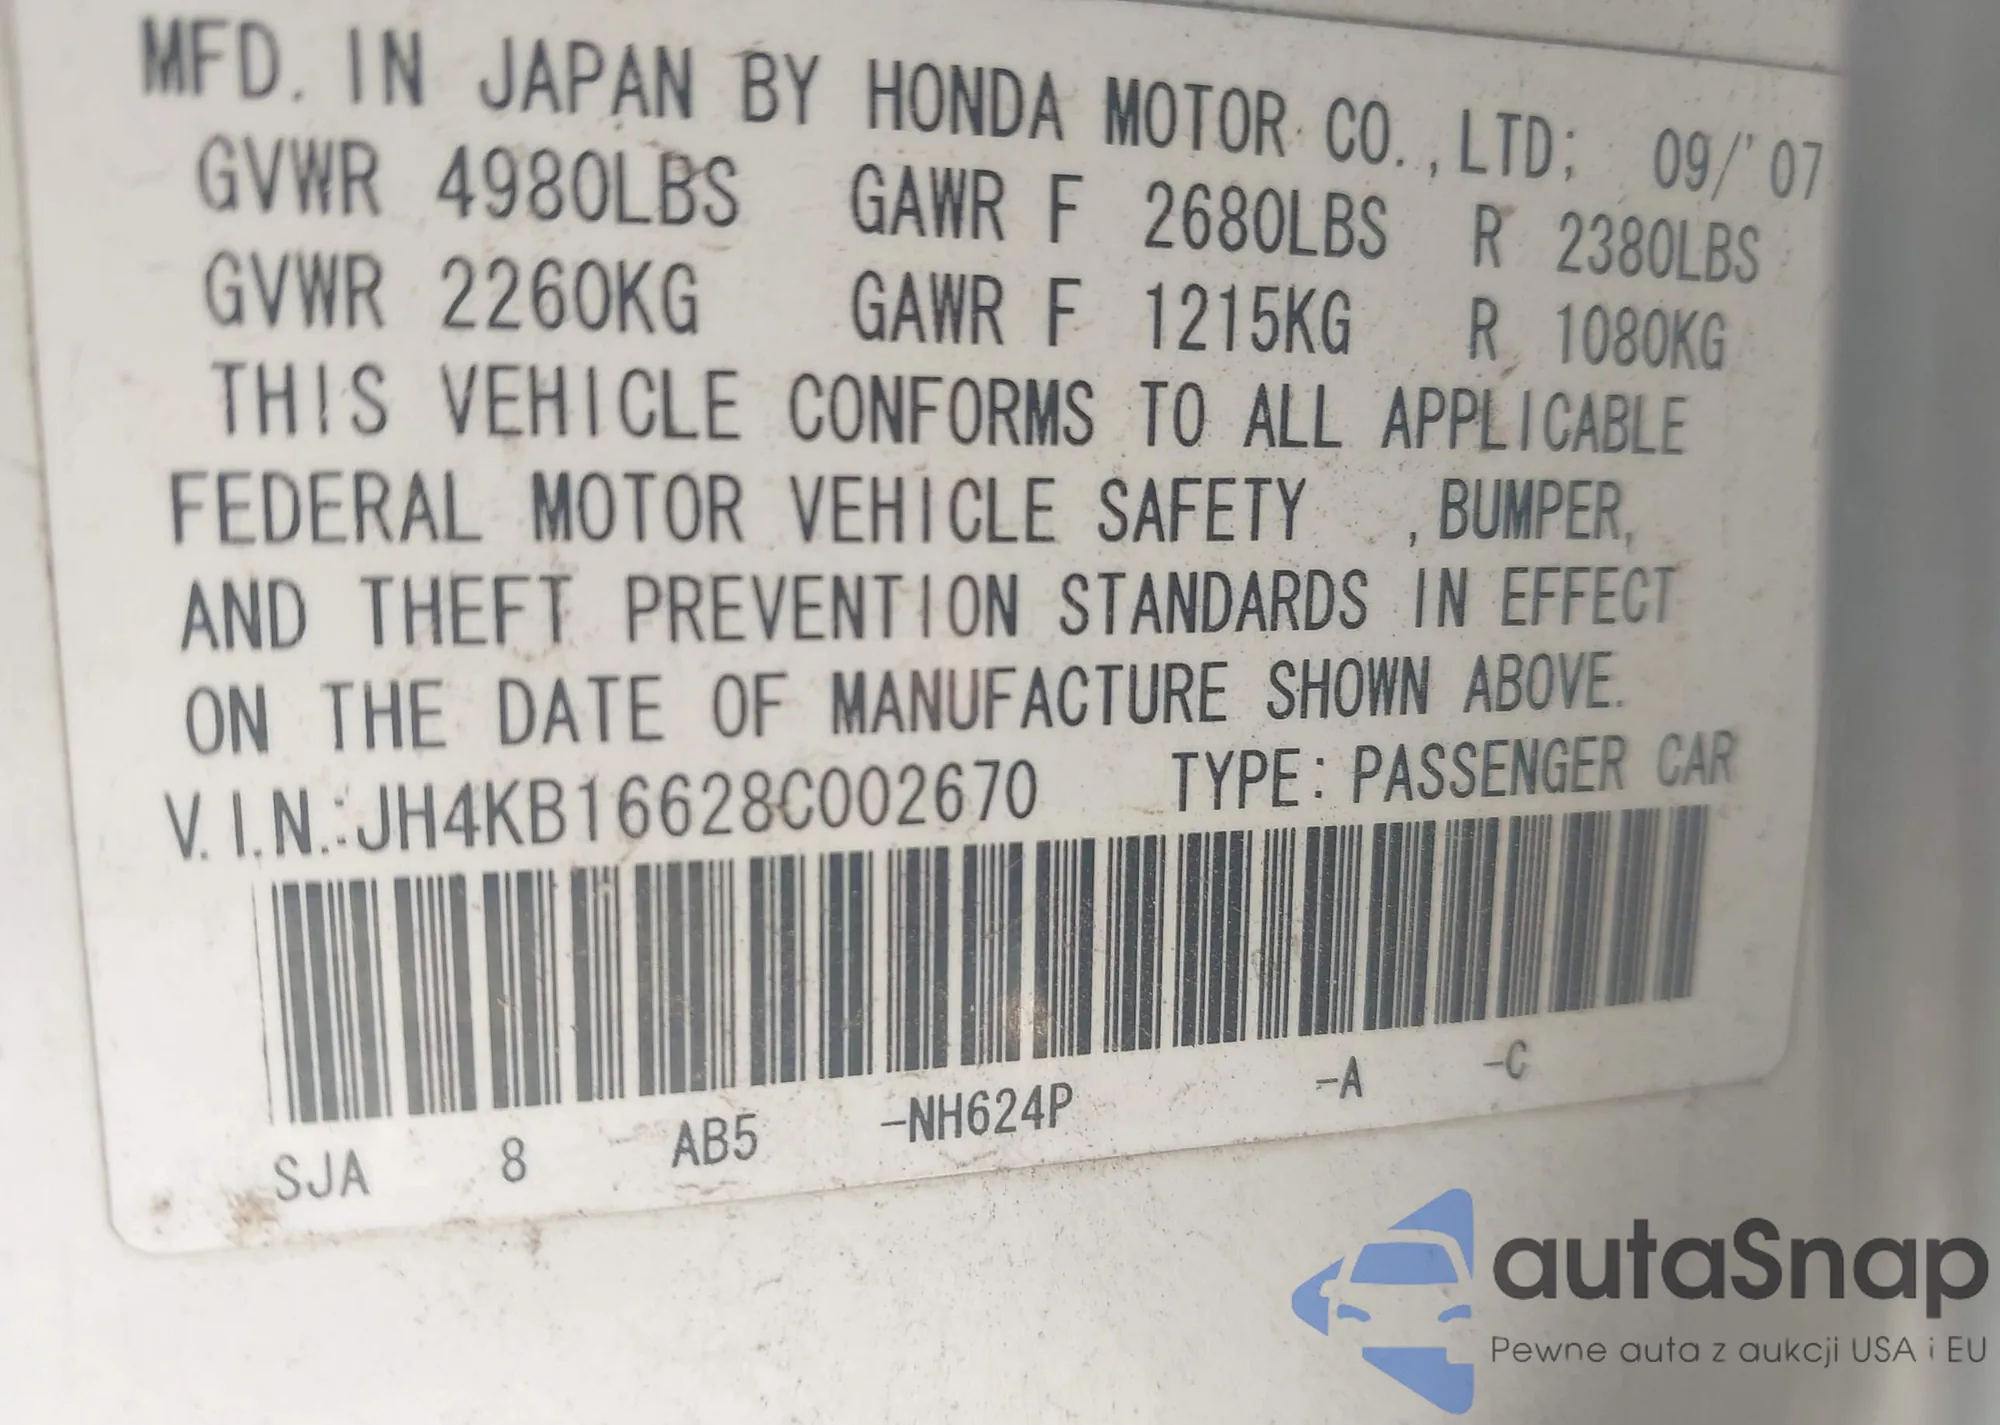 MFD. IN JAPAN BY HONDA MOTOR CO.,LTD; 09/'07
GVWR 4980LBS GAWR F 2680LBS R 2380LBS
GVWR 2260KG GAWR F 1215KG R 1080KG
THIS VEHICLE CONFORMS TO ALL APPLICABLE
FEDERAL MOTOR VEHICLE SAFETY ,BUMPER,
AND THEFT PREVENTION STANDARDS IN EFFECT
ON THE DATE OF MANUFACTURE SHOWN ABOVE.
V.I.N.:JH4KB16628C002670 TYPE:PASSENGER CAR
SJA 8 AB5 -NH624P -A -C
autaSnap
Pewne auta z aukcji USA i EU